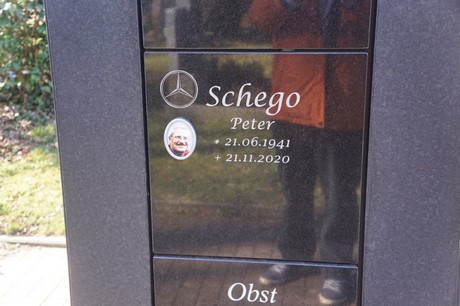 Schego
Peter
* 21.06.1941
+ 21.11.2020
Obst